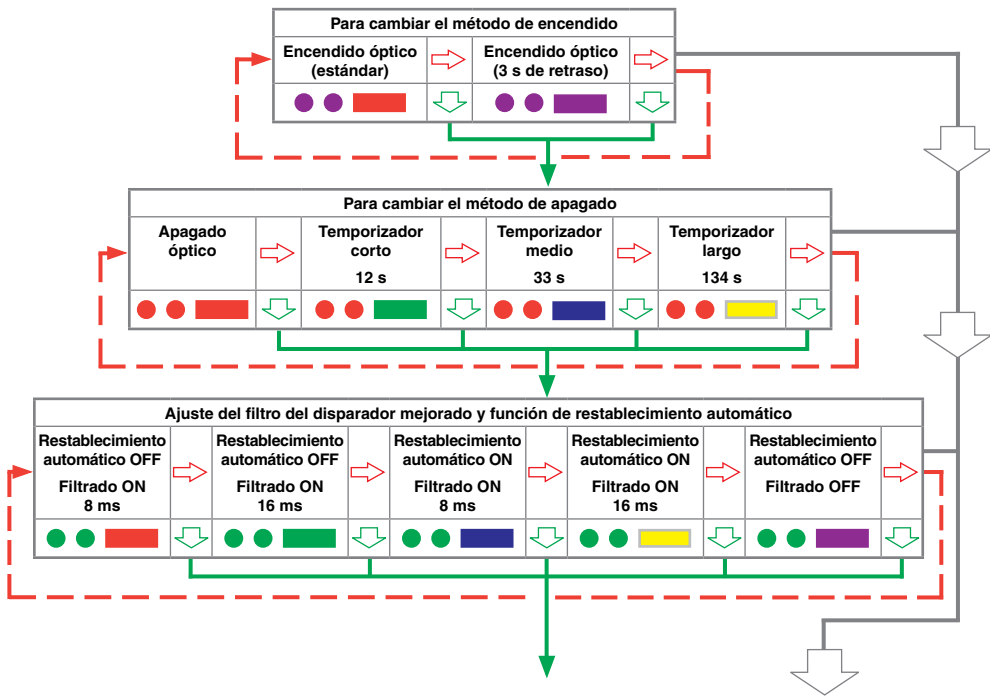 Para cambiar el método de encendido
Encendido óptico
(estándar)
Encendido óptico
(3 s de retraso)
Para cambiar el método de apagado
Apagado
óptico
Temporizador
corto
12 s
Temporizador
medio
33 s
Temporizador
largo
134 s
Ajuste del filtro del disparador mejorado y función de restablecimiento automático
Restablecimiento
automático OFF
Filtrado ON
8 ms
Restablecimiento
automático OFF
Filtrado ON
16 ms
Restablecimiento
automático ON
Filtrado ON
8 ms
Restablecimiento
automático ON
Filtrado ON
16 ms
Restablecimiento
automático OFF
Filtrado OFF